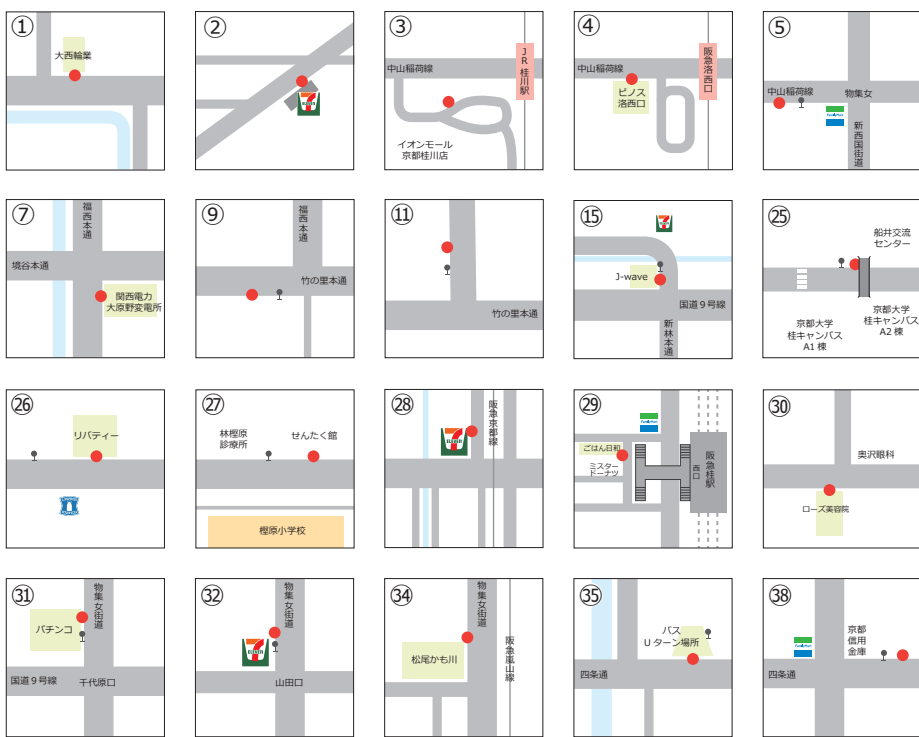 ①
大西輪業
②
7
ELEVEN
③
中山稲荷線
JR桂川駅
イオンモール
京都桂川店
④
中山稲荷線
阪急洛西口
ピノス
洛西口
⑤
中山稲荷線
物集女
FamilyMart
新西国街道
⑦
福西本通
境谷本通
関西電力
大原野変電所
⑨
福西本通
竹の里本通
⑪
竹の里本通
⑮
7
ELEVEN
J-wave
国道9号線
新林本通
㉕
船井交流
センター
京都大学
桂キャンパス
A1棟
京都大学
桂キャンパス
A2棟
㉖
リバティー
㉗
林樫原
診療所
せんたく館
樫原小学校
㉘
7
ELEVEN
阪急京都線
㉙
FamilyMart
ごはん日和
ミスター
ドーナツ
西口
阪急桂駅
㉚
奥沢眼科
ローズ美容院
㉛
物集女街道
パチンコ
国道9号線
千代原口
㉜
物集女街道
7
ELEVEN
山田口
㉞
物集女街道
松尾かも川
阪急嵐山線
㉟
バス
Uターン場所
四条通
㊳
FamilyMart
京都
信用
金庫
四条通